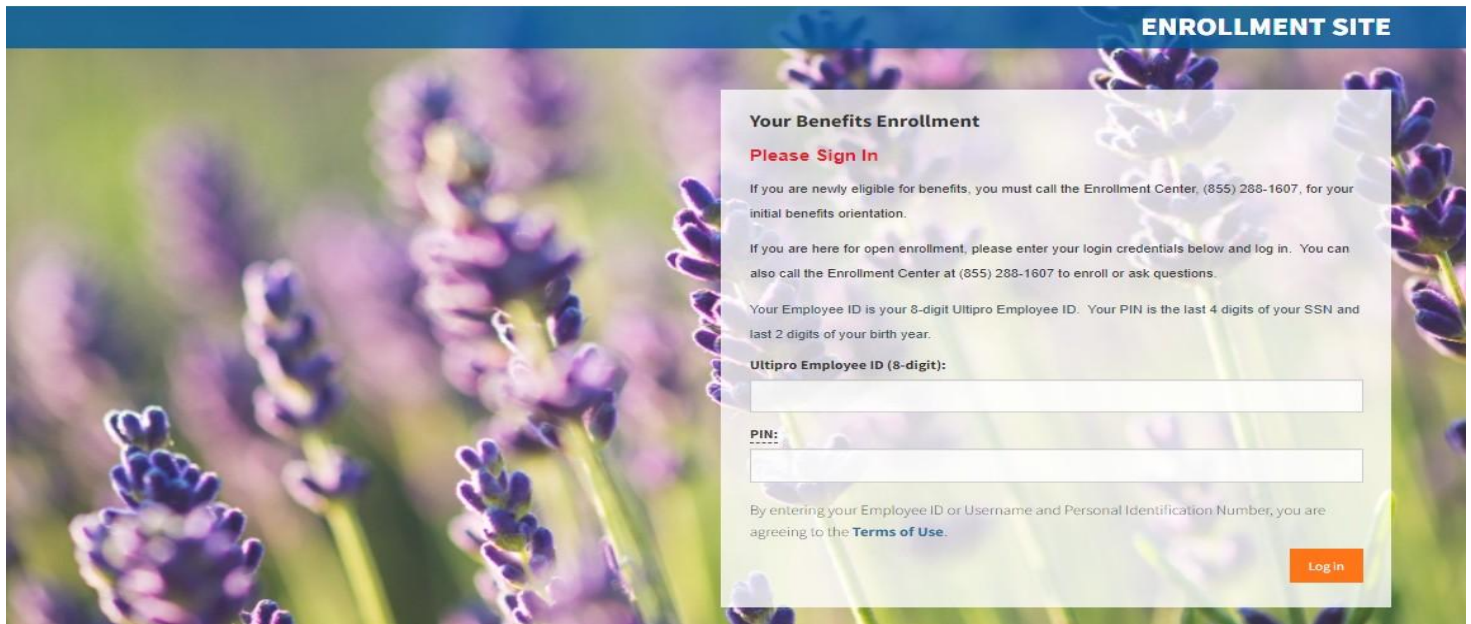 ENROLLMENT SITE
Your Benefits Enrollment
Please Sign In
If you are newly eligible for benefits, you must call the Enrollment Center, (855) 288-1607, for your
initial benefits orientation.
If you are here for open enrollment, please enter your login credentials below and log in.  You can
also call the Enrollment Center at (855) 288-1607 to enroll or ask questions.
Your Employee ID is your 8-digit Ultipro Employee ID.  Your PIN is the last 4 digits of your SSN and
last 2 digits of your birth year.
Ultipro Employee ID (8-digit):
PIN:
By entering your Employee ID or Username and Personal Identification Number, you are
agreeing to the Terms of Use.
Log In